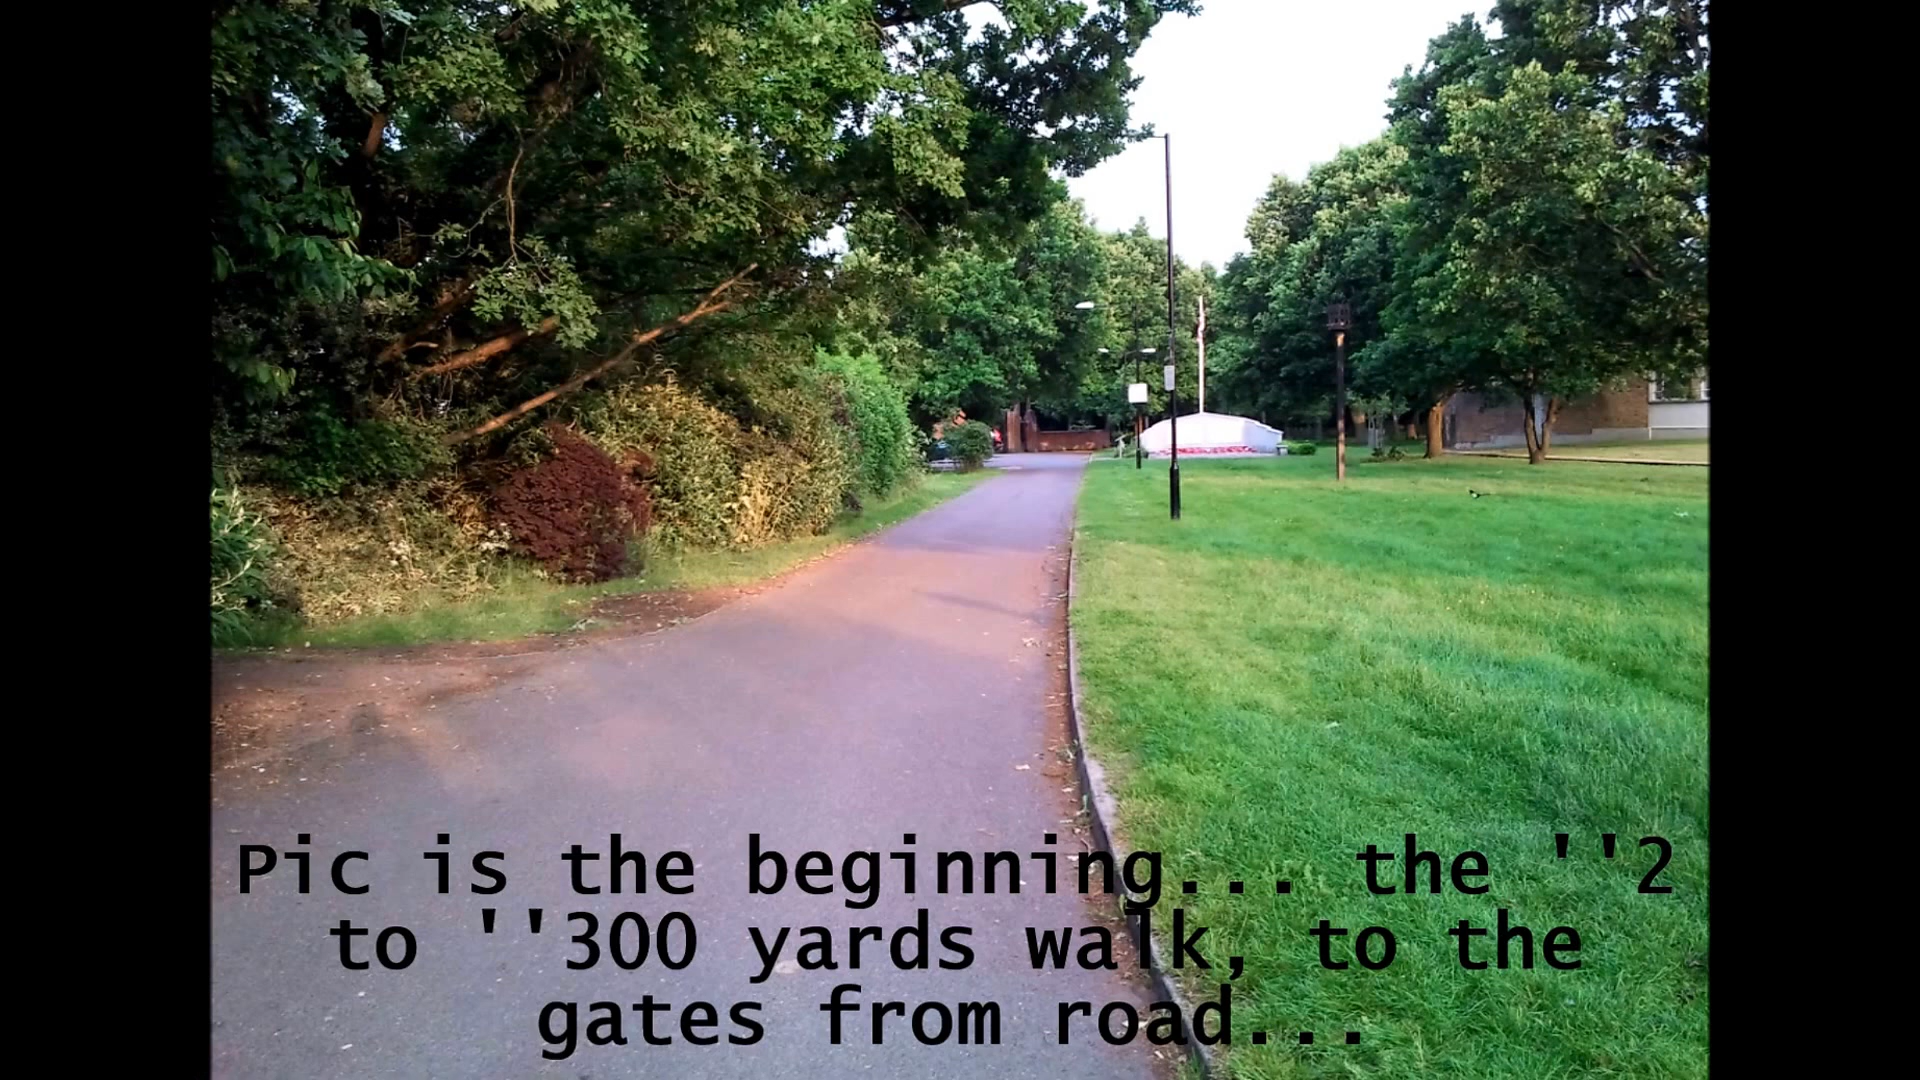 Pic is the beginning... the ''2
to ''300 yards walk, to the
gates from road...